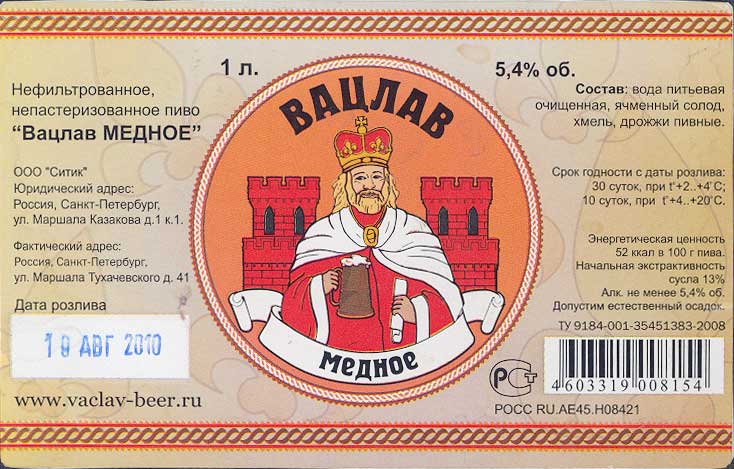 1 л.
5,4% об.
ВАЦЛАВ
Нефильтрованное,
непастеризованное пиво
“Вацлав МЕДНОЕ”
ООО "Ситик"
Юридический адрес:
Россия, Санкт-Петербург,
ул. Маршала Казакова д.1 к.1.
Фактический адрес:
Россия, Санкт-Петербург,
ул. Маршала Тухачевского д. 41
Дата розлива
19 АВГ 2010
www.vaclav-beer.ru
Медное
Состав: вода питьевая
очищенная, ячменный солод,
хмель, дрожжи пивные.
Срок годности с даты розлива:
30 суток, при t°+2..+4°С;
10 суток, при t°+4..+20°С.
Энергетическая ценность
52 ккал в 100 г пива.
Начальная экстрактивность
сусла 13%
Алк. не менее 5,4% об.
Допустим естественный осадок.
ТУ 9184-001-35451383-2008
РСТ
4 603319 008154
РОСС RU.АЕ45.Н08421